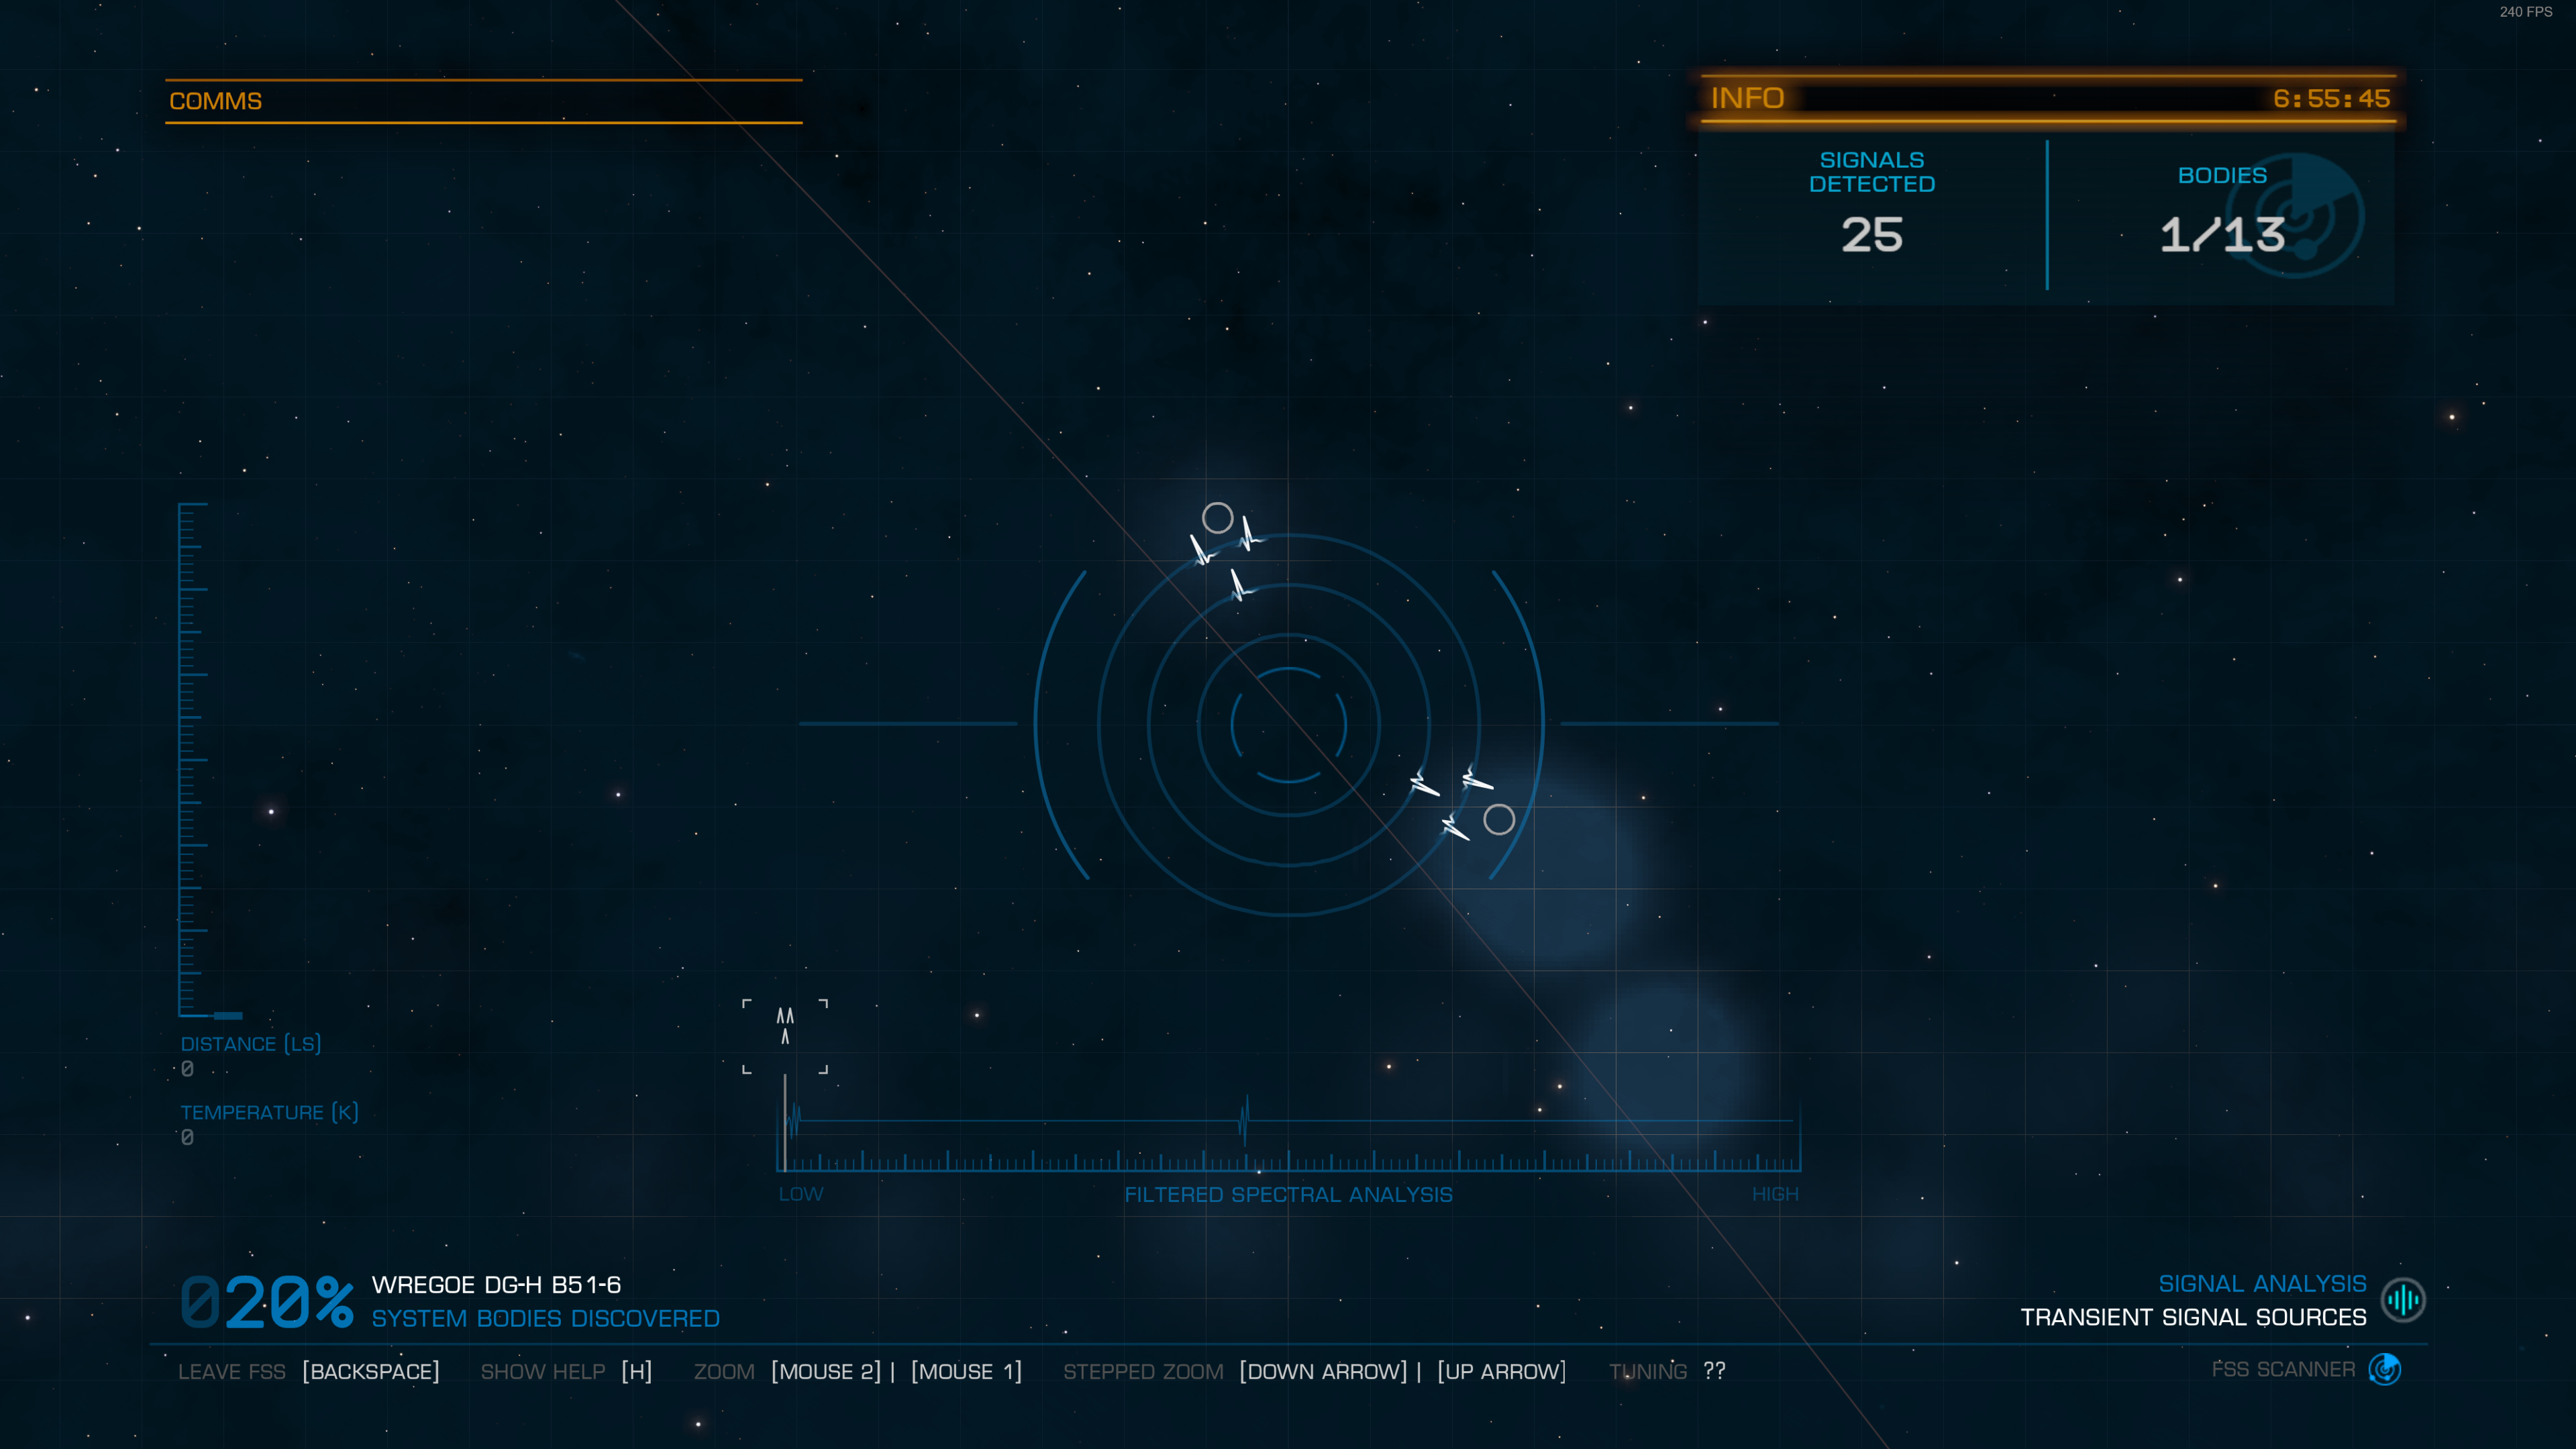 240 FPS
COMMS
INFO 6:55:45
SIGNALS DETECTED
25
BODIES
1/13
DISTANCE (LS)
0
TEMPERATURE (K)
0
LOW FILTERED SPECTRAL ANALYSIS HIGH
020% WREGOE DG-H B51-6
SYSTEM BODIES DISCOVERED
SIGNAL ANALYSIS
TRANSIENT SIGNAL SOURCES
LEAVE FSS [BACKSPACE] SHOW HELP [H] ZOOM [MOUSE 2] | [MOUSE 1] STEPPED ZOOM [DOWN ARROW] | [UP ARROW] TUNING ??
FSS SCANNER